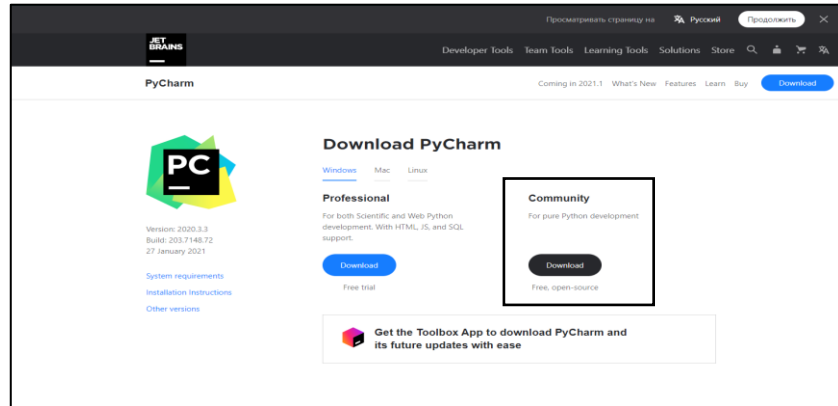 Просматривать страницу на Русский Продолжить
JET
BRAINS
Developer Tools Team Tools Learning Tools Solutions Store
PyCharm
Coming in 2021.1 What's New Features Learn Buy Download
PC
Version: 2020.3.3
Build: 203.7148.72
27 January 2021
System requirements
Installation Instructions
Other versions
Download PyCharm
Windows Mac Linux
Professional
For both Scientific and Web Python
development. With HTML, JS, and SQL
support.
Download
Free trial
Community
For pure Python development
Download
Free, open-source
Get the Toolbox App to download PyCharm and
its future updates with ease